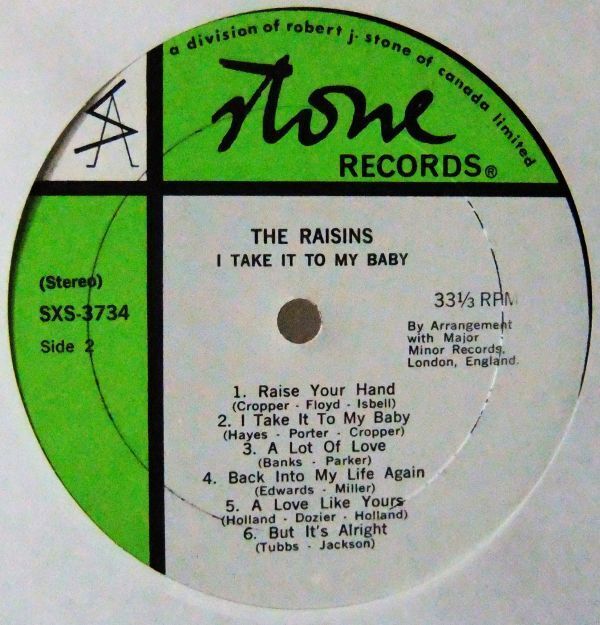 a division of robert j. stone of canada limited
stone
RECORDS®
THE RAISINS
I TAKE IT TO MY BABY
(Stereo)
SXS-3734
Side 2
33⅓ RPM
By Arrangement
with Major
Minor Records,
London, England.
1. Raise Your Hand
(Cropper - Floyd - Isbell)
2. I Take It To My Baby
(Hayes - Porter - Cropper)
3. A Lot Of Love
(Banks - Parker)
4. Back Into My Life Again
(Edwards - Miller)
5. A Love Like Yours
(Holland - Dozier - Holland)
6. But It's Alright
(Tubbs - Jackson)